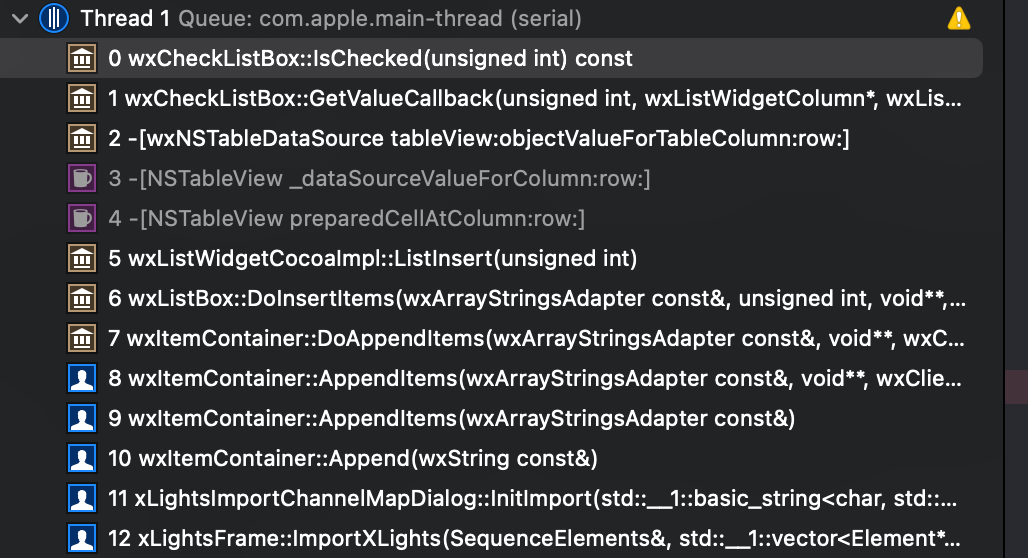 Thread 1 Queue: com.apple.main-thread (serial)
0 wxCheckListBox::IsChecked(unsigned int) const
1 wxCheckListBox::GetValueCallback(unsigned int, wxListWidgetColumn*, wxLis...
2 -[wxNSTableDataSource tableView:objectValueForTableColumn:row:]
3 -[NSTableView _dataSourceValueForColumn:row:]
4 -[NSTableView preparedCellAtColumn:row:]
5 wxListWidgetCocoaImpl::ListInsert(unsigned int)
6 wxListBox::DoInsertItems(wxArrayStringsAdapter const&, unsigned int, void**,...
7 wxItemContainer::DoAppendItems(wxArrayStringsAdapter const&, void**, wxC...
8 wxItemContainer::AppendItems(wxArrayStringsAdapter const&, void**, wxClie...
9 wxItemContainer::AppendItems(wxArrayStringsAdapter const&)
10 wxItemContainer::Append(wxString const&)
11 xLightsImportChannelMapDialog::InitImport(std::__1::basic_string<char, std::...
12 xLightsFrame::ImportXLights(SequenceElements&, std::__1::vector<Element*...